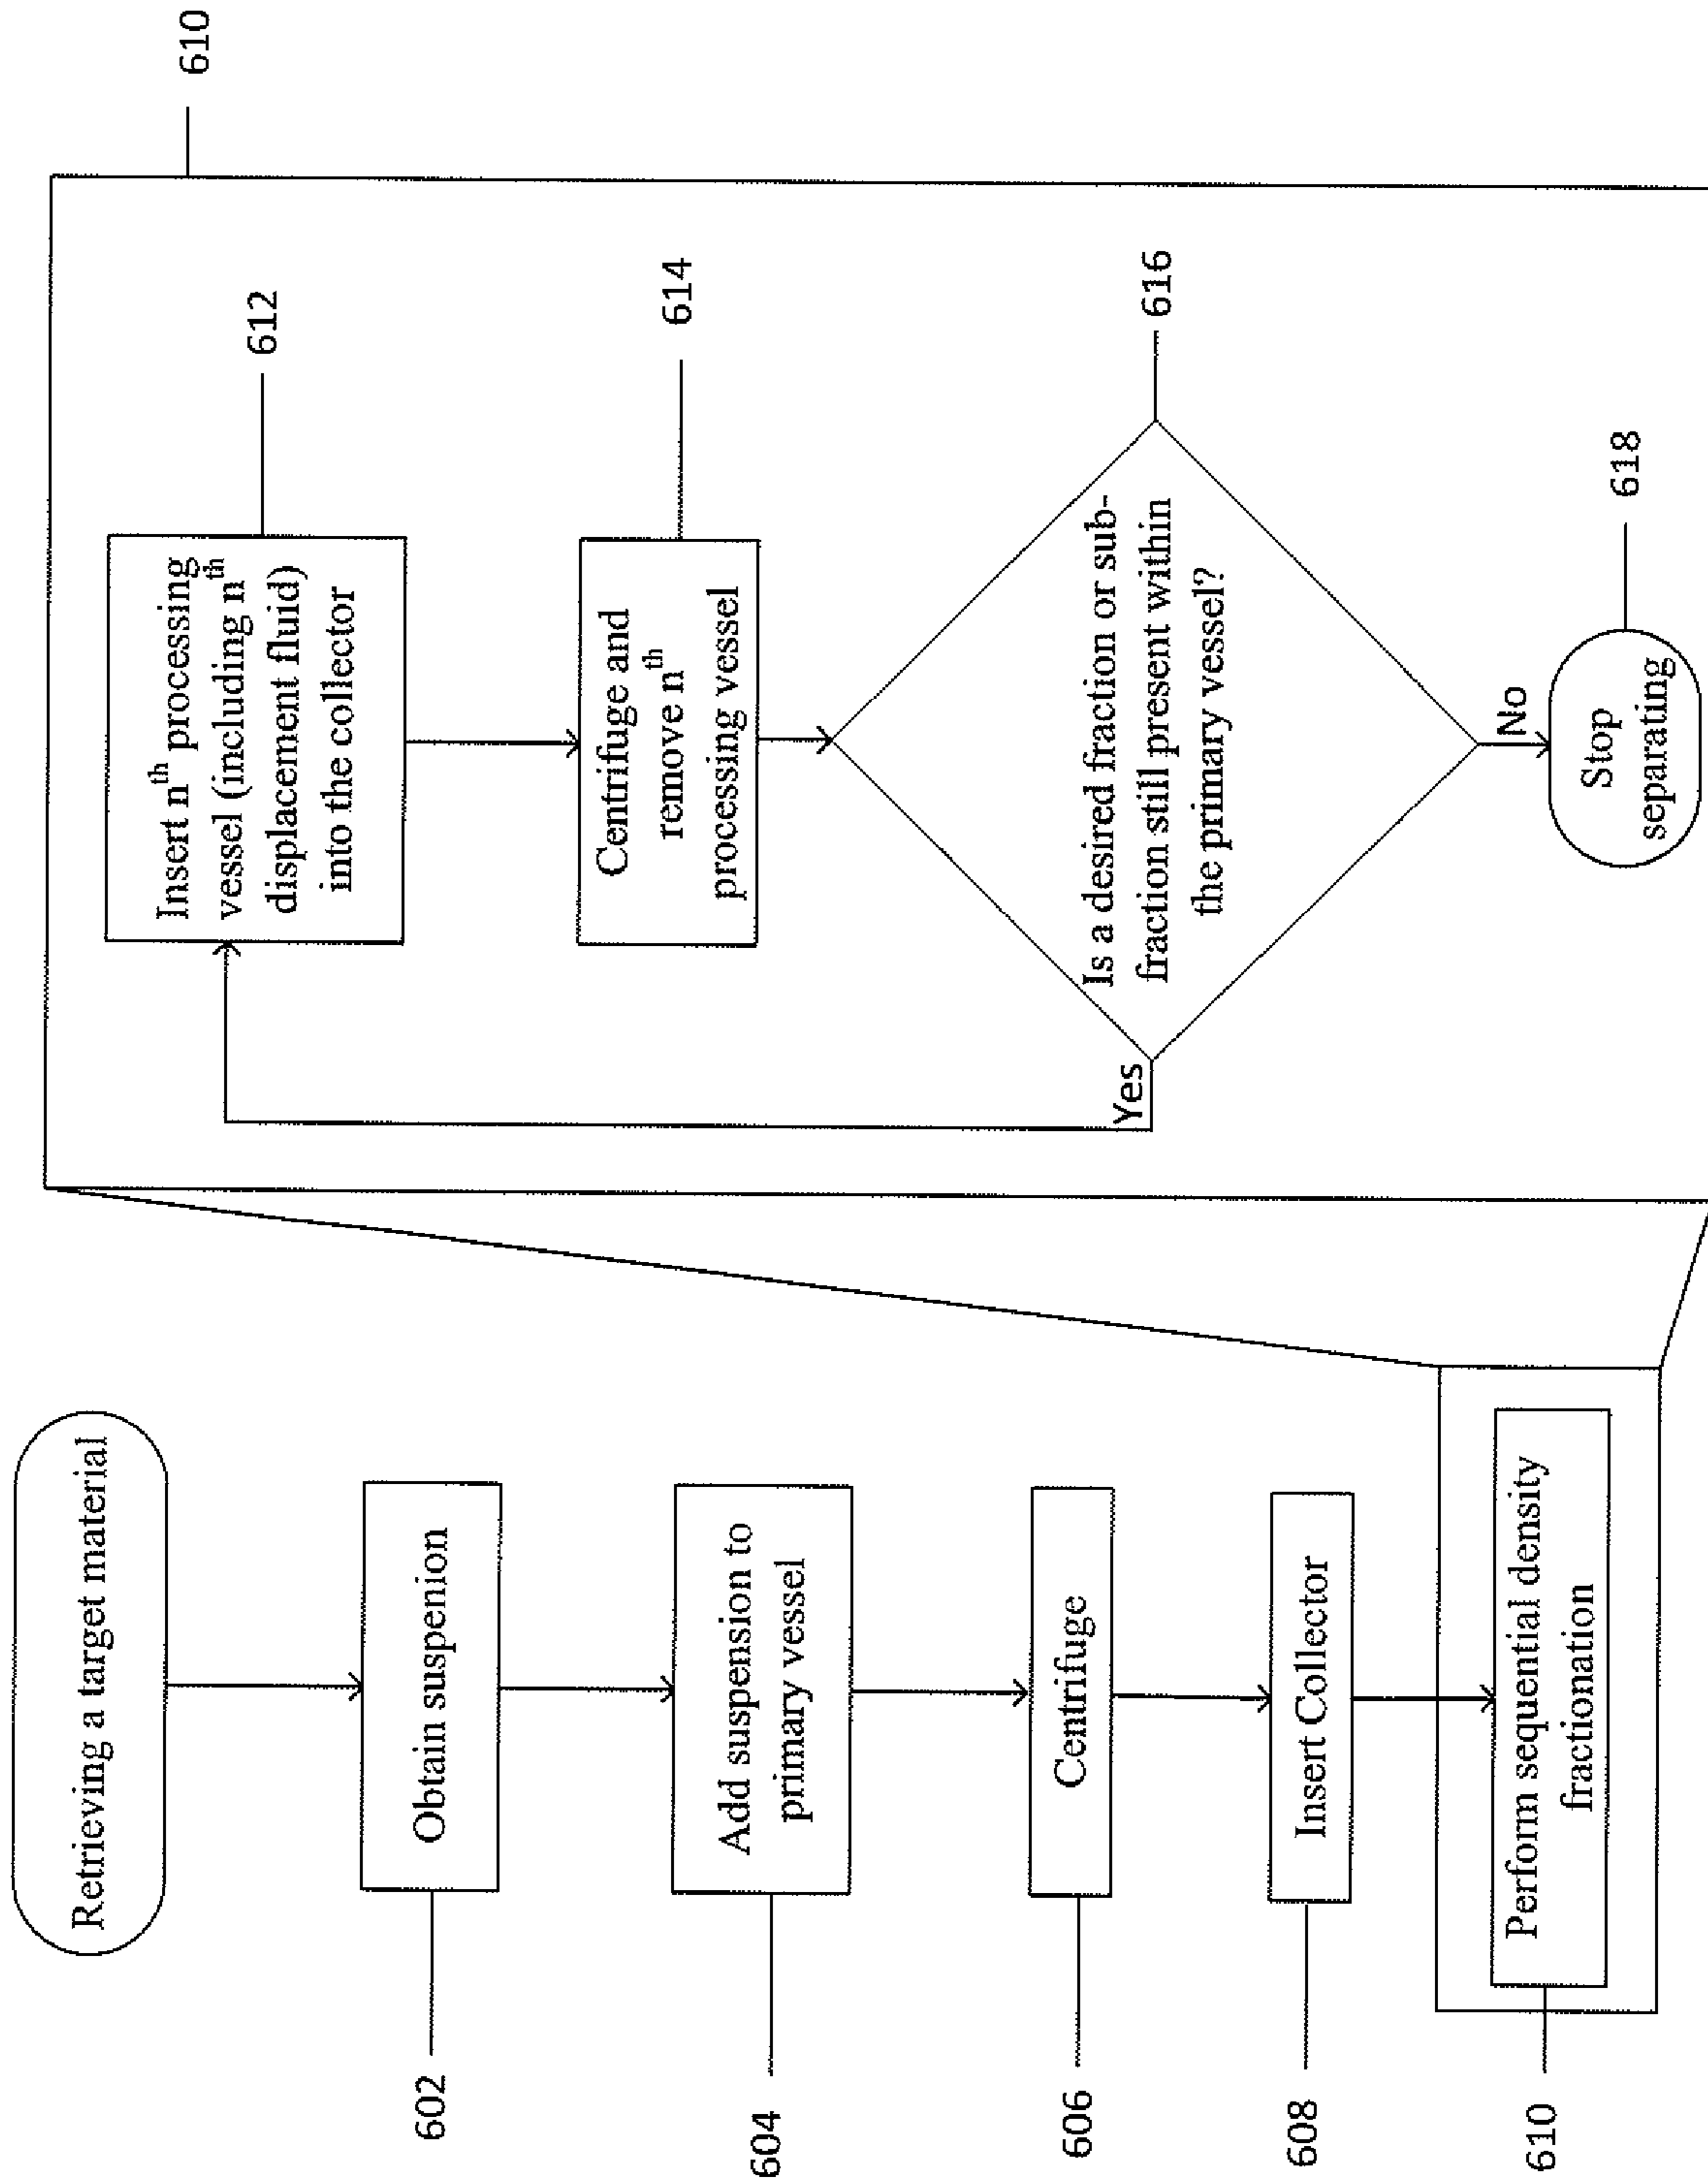 Retrieving a target material
602
Obtain suspenion
604
Add suspension to
primary vessel
606
Centrifuge
608
Insert Collector
610
Perform sequential density
fractionation
610
Insert nth processing
vessel (including nth
displacement fluid)
into the collector
612
Centrifuge and
remove nth
processing vessel
614
Is a desired fraction or sub-
fraction still present within
the primary vessel?
616
Yes
No
Stop
separating
618